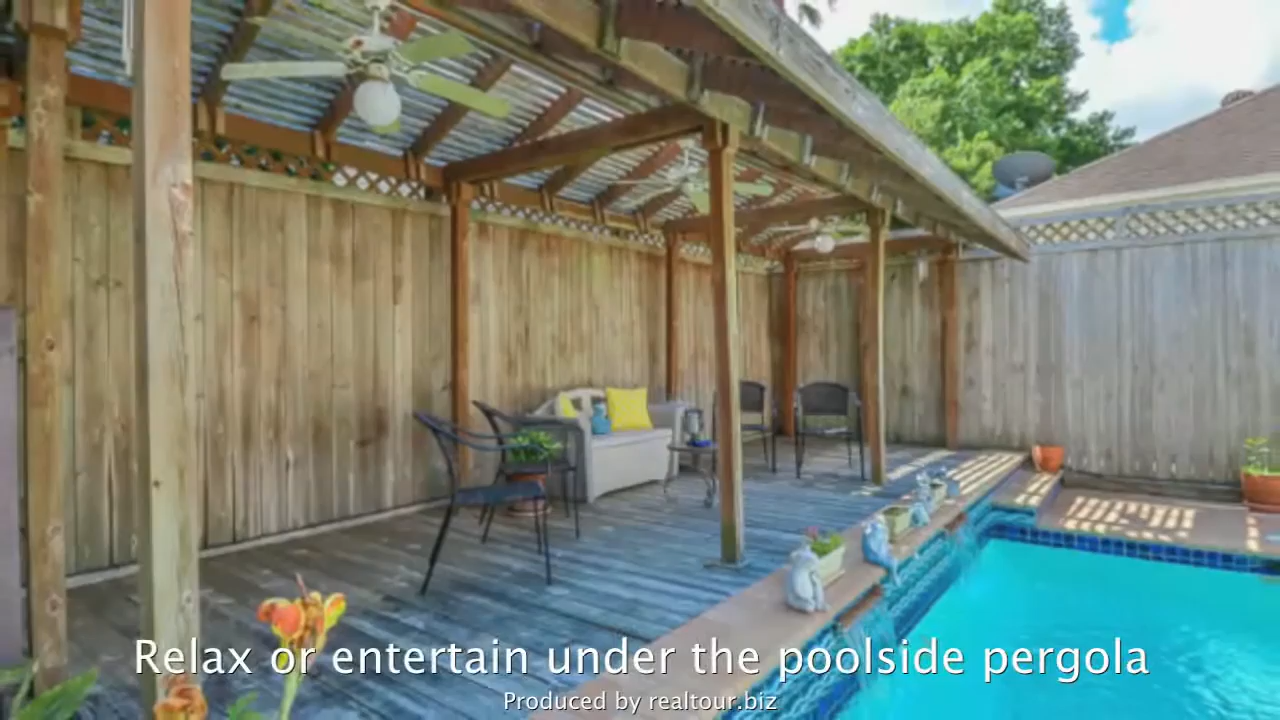 Relax or entertain under the poolside pergola
Produced by realtour.biz